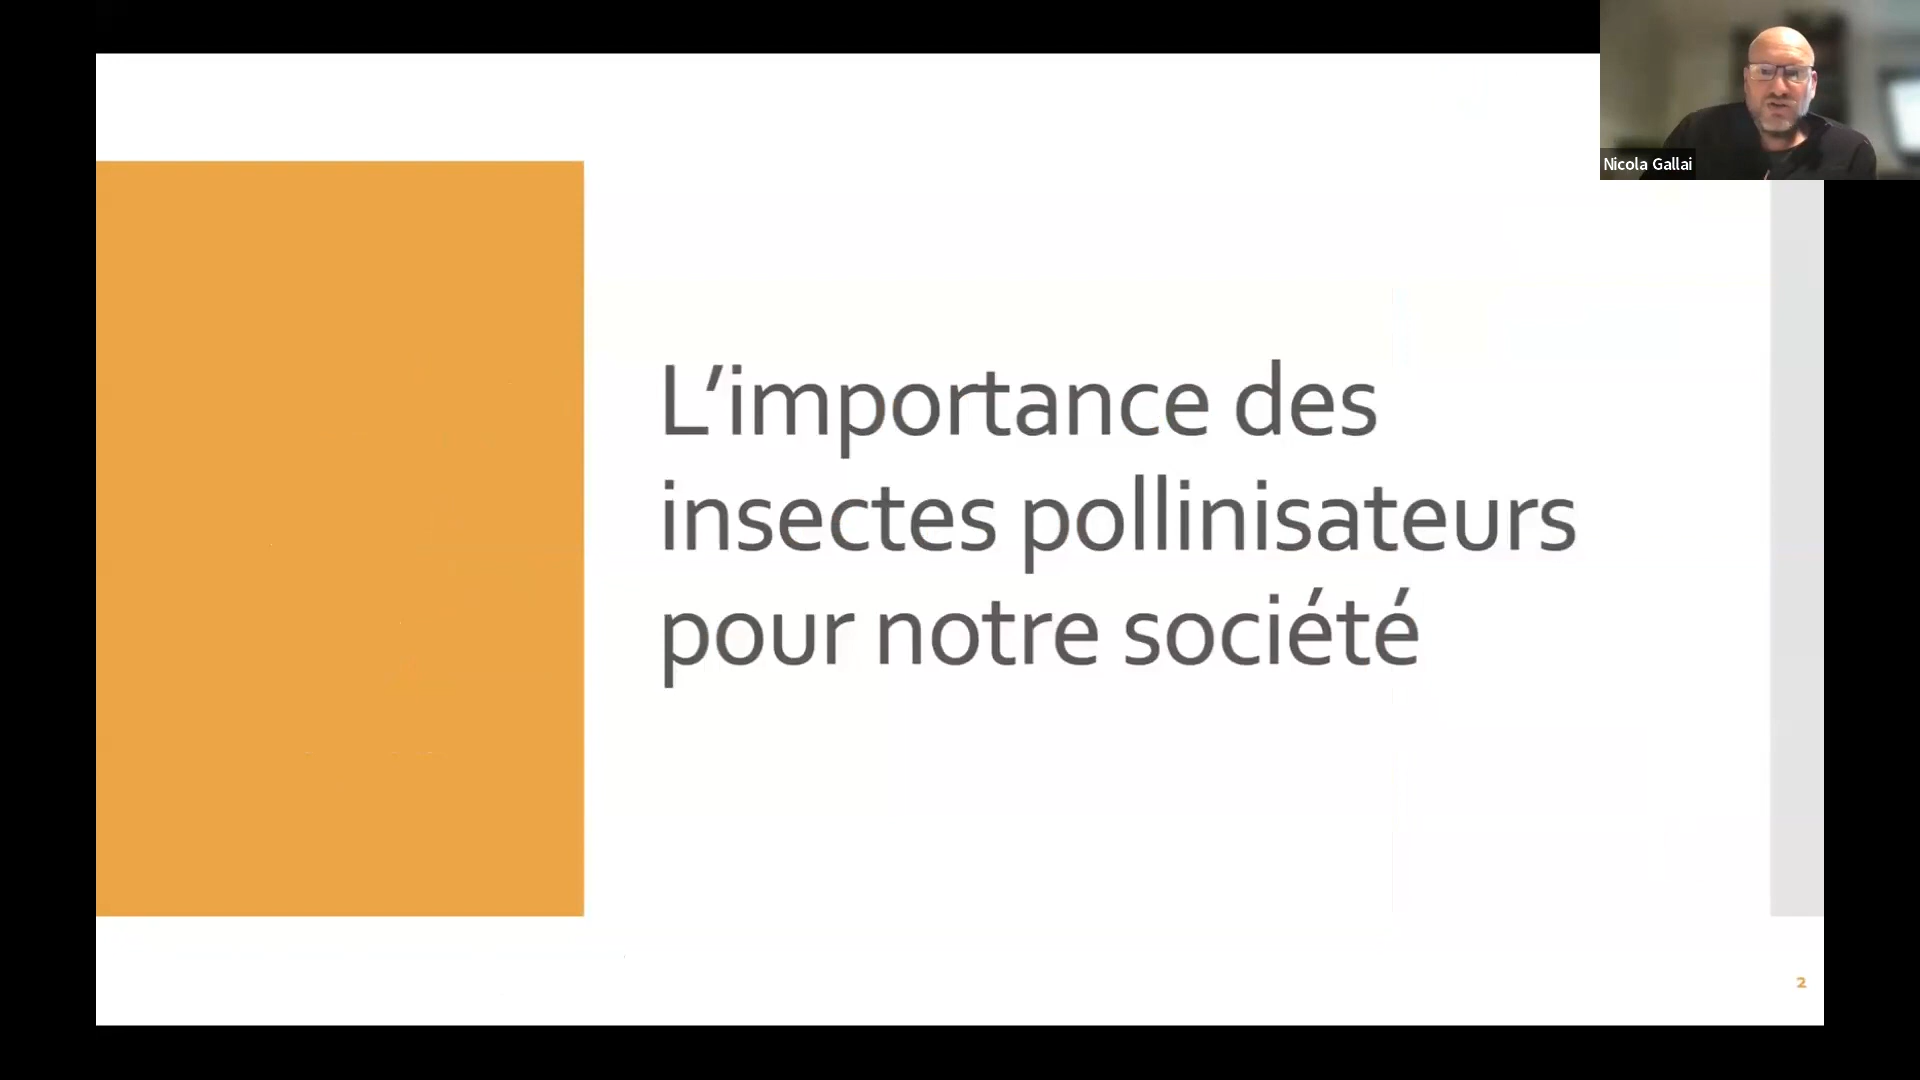 Nicola Gallai
L’importance des
insectes pollinisateurs
pour notre société
2